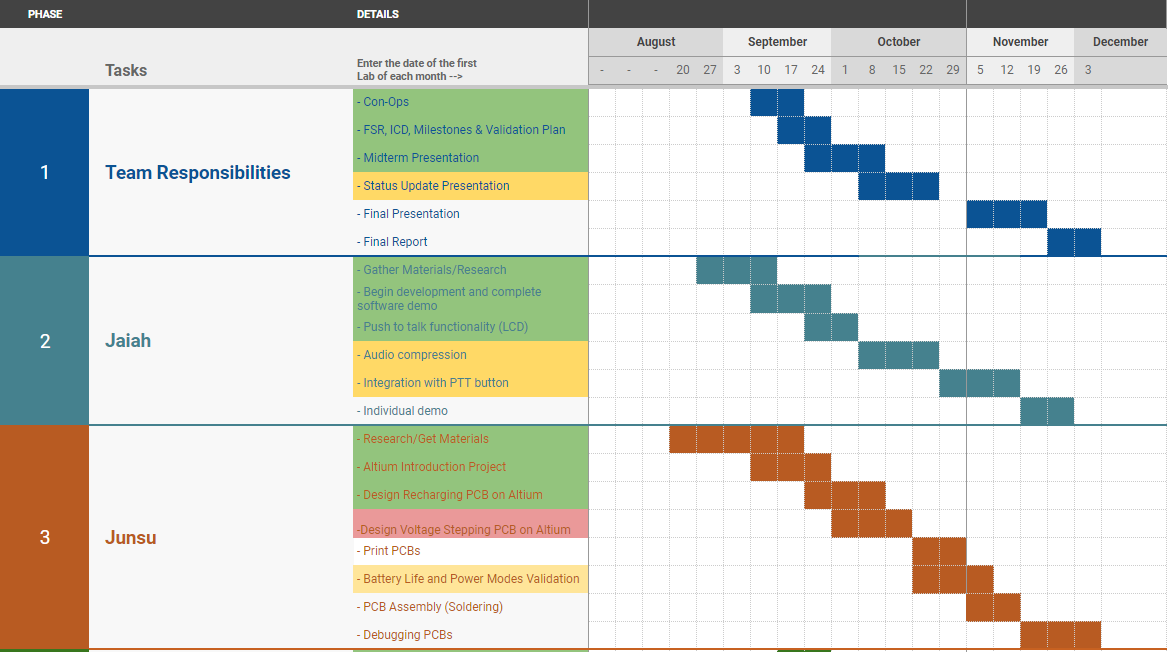 PHASE DETAILS
August September October November December
Tasks
Enter the date of the first
Lab of each month -->
- - - 20 27 3 10 17 24 1 8 15 22 29 5 12 19 26 3
1
Team Responsibilities
- Con-Ops
- FSR, ICD, Milestones & Validation Plan
- Midterm Presentation
- Status Update Presentation
- Final Presentation
- Final Report
2
Jaiah
- Gather Materials/Research
- Begin development and complete
software demo
- Push to talk functionality (LCD)
- Audio compression
- Integration with PTT button
- Individual demo
3
Junsu
- Research/Get Materials
- Altium Introduction Project
- Design Recharging PCB on Altium
-Design Voltage Stepping PCB on Altium
- Print PCBs
- Battery Life and Power Modes Validation
- PCB Assembly (Soldering)
- Debugging PCBs